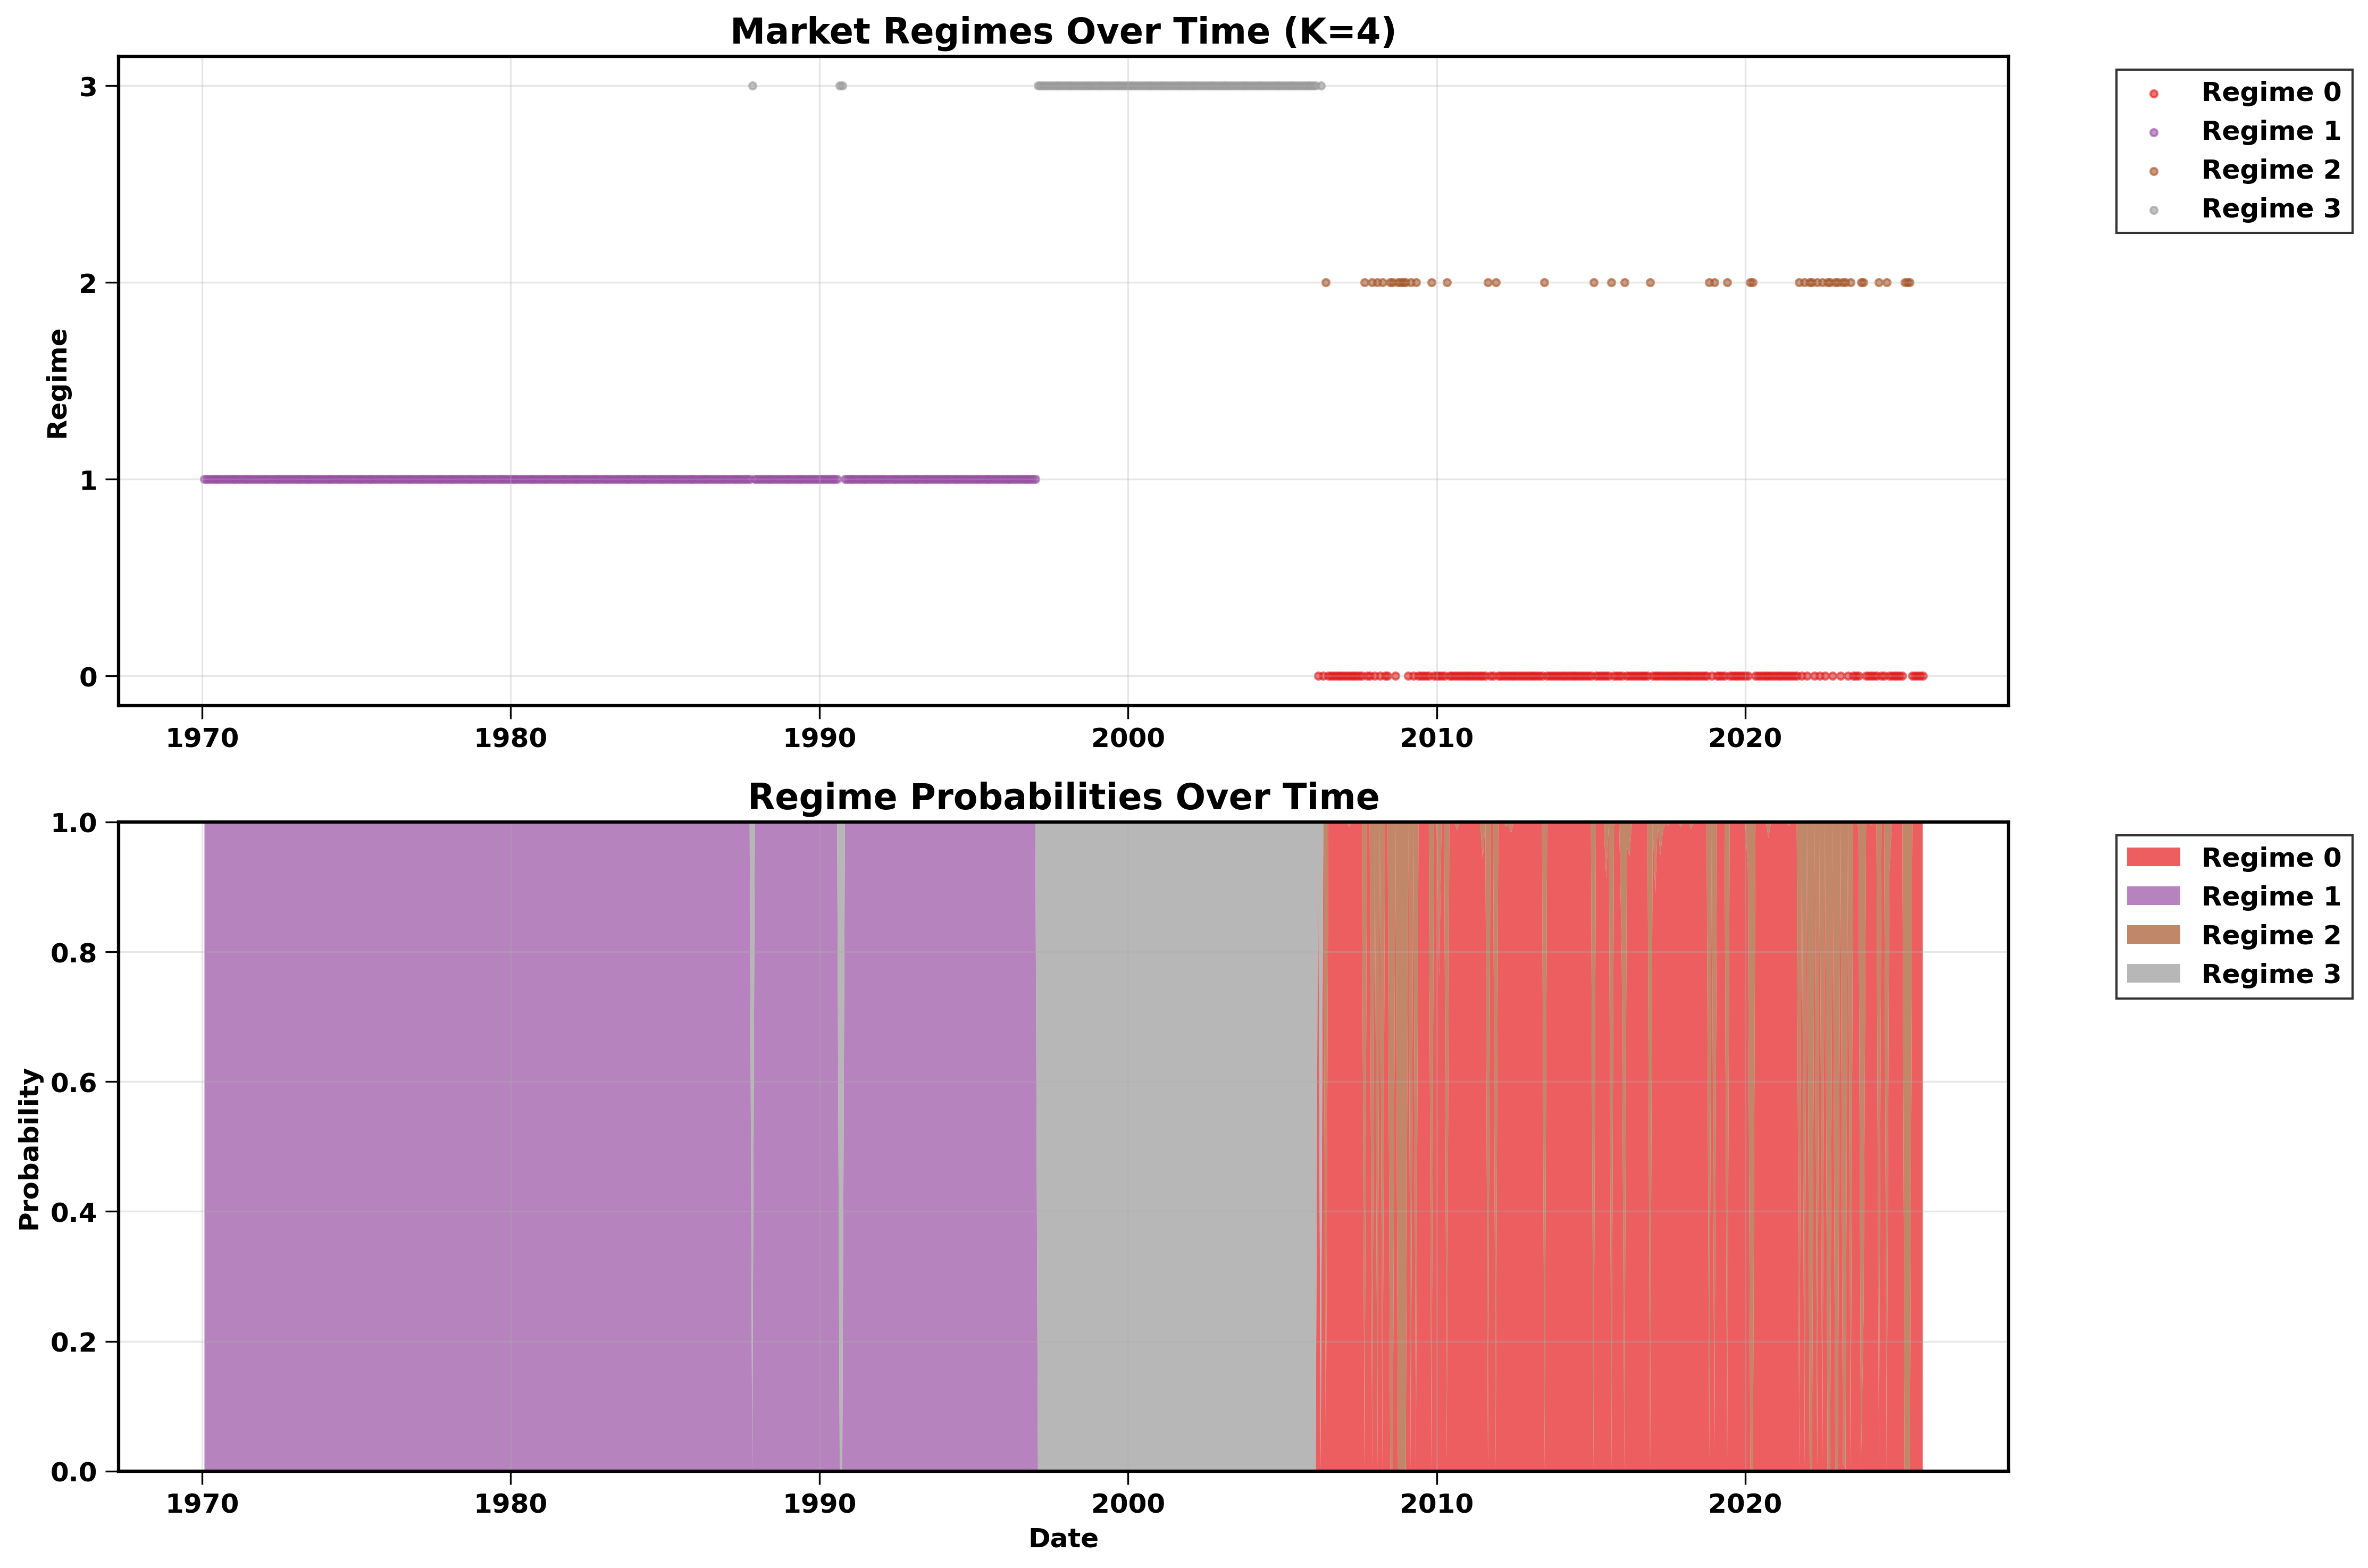 Market Regimes Over Time (K=4)
3
2
1
0
Regime
1970 1980 1990 2000 2010 2020
Regime 0
Regime 1
Regime 2
Regime 3
Regime Probabilities Over Time
1.0
0.8
0.6
0.4
0.2
0.0
Probability
1970 1980 1990 2000 2010 2020
Date
Regime 0
Regime 1
Regime 2
Regime 3